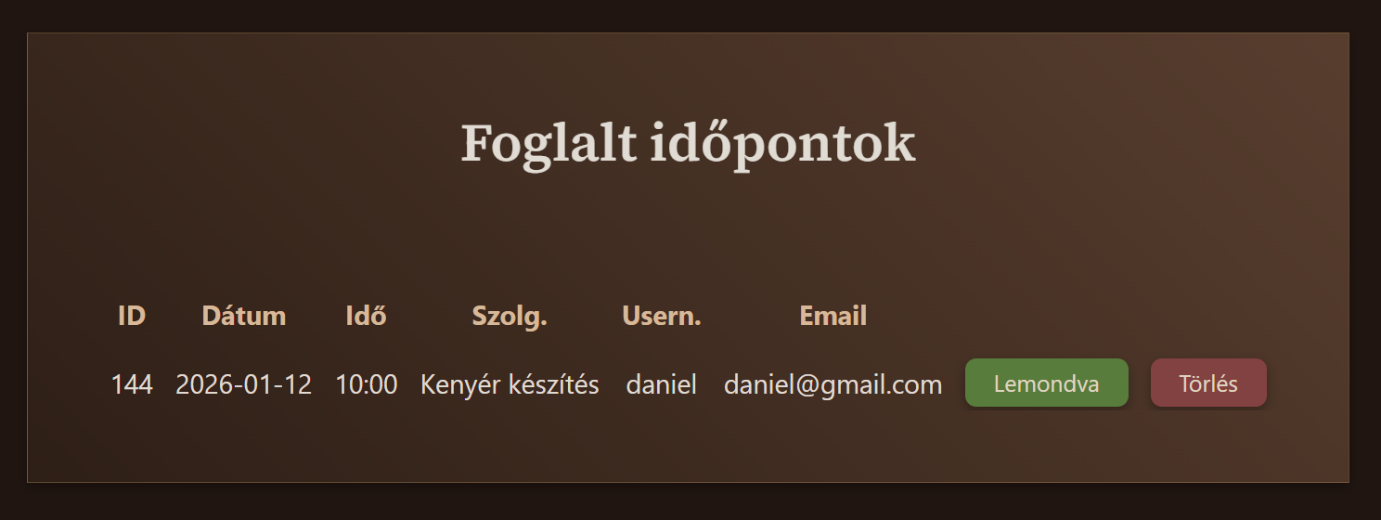 Foglalt időpontok
ID Dátum Idő Szolg. Usern. Email
144 2026-01-12 10:00 Kenyér készítés daniel daniel@gmail.com Lemondva Törlés